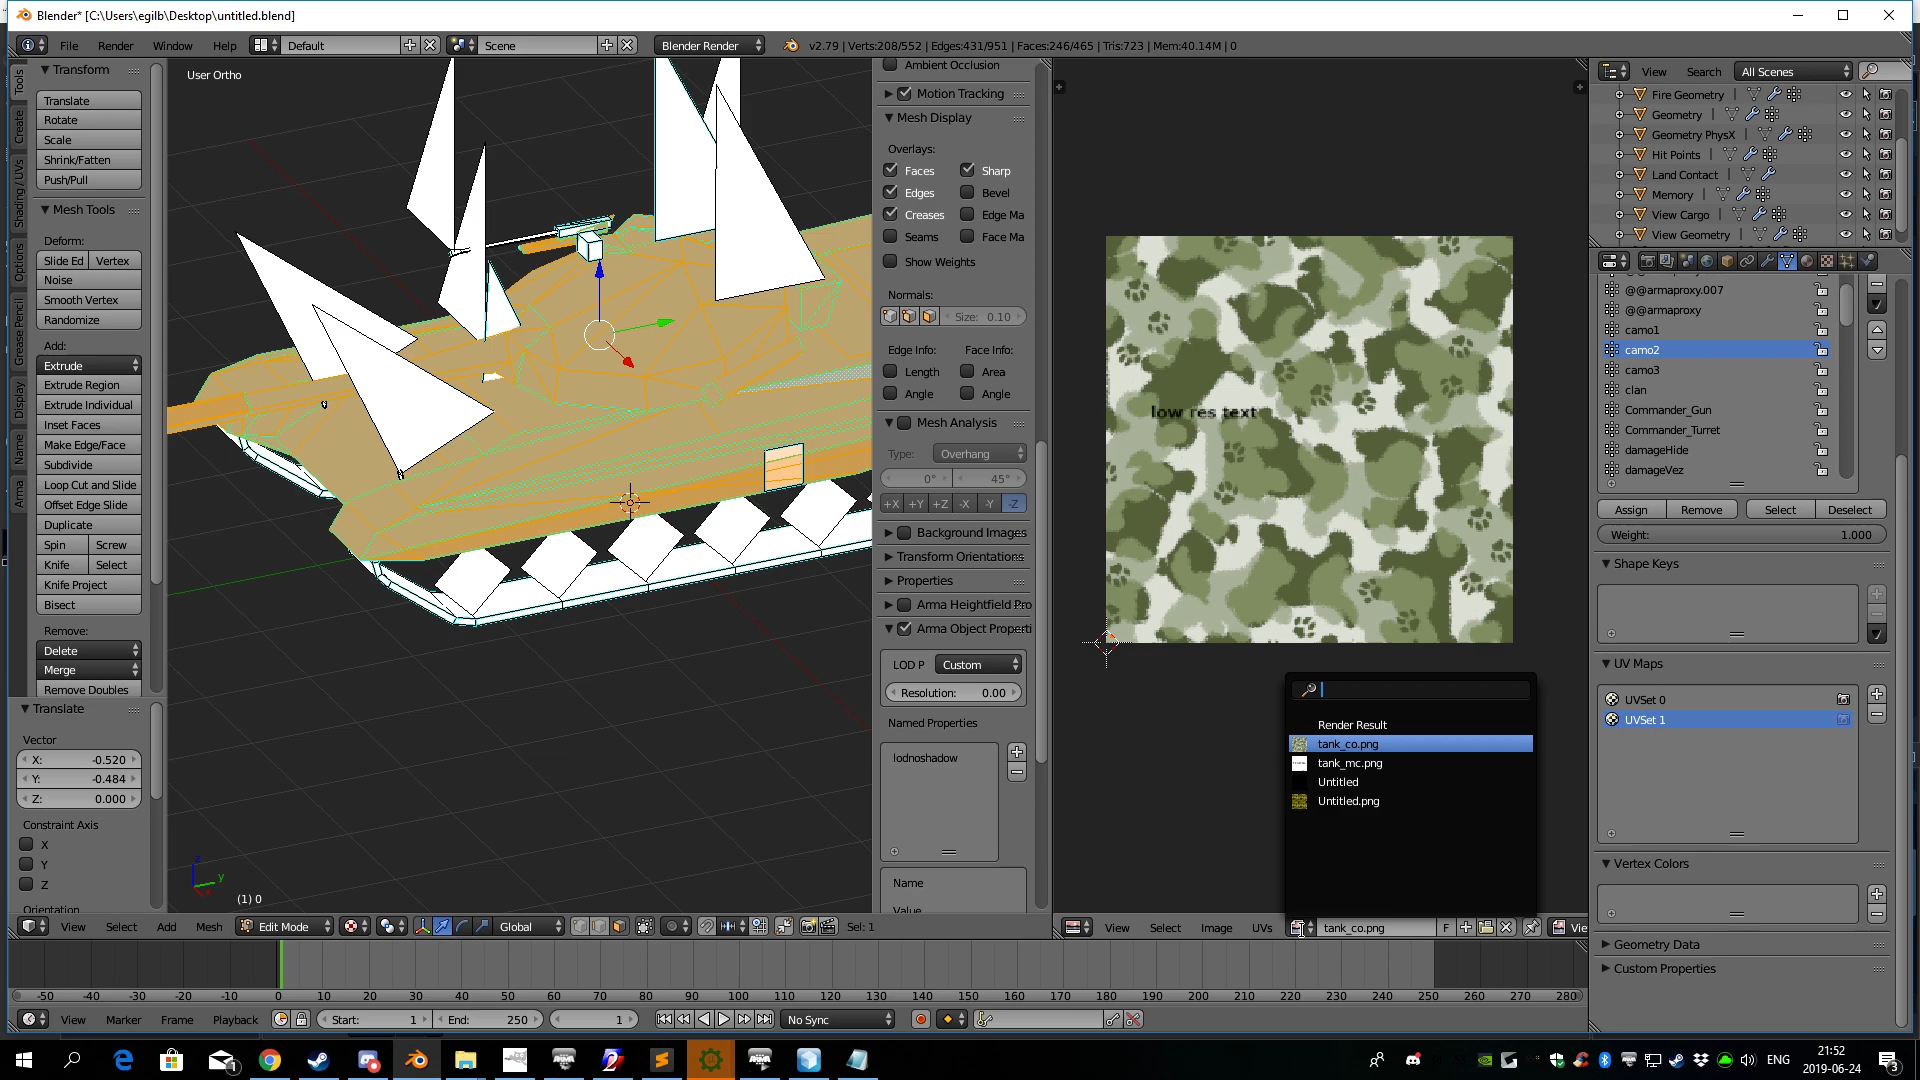 Blender* [C:\Users\egilb\Desktop\untitled.blend]
File Render Window Help Default Scene Blender Render v2.79 | Verts:208/552 | Edges:431/951 | Faces:246/465 | Tris:723 | Mem:40.14M | 0
Tools
Create
Shading / UVs
Options
Grease Pencil
Display
Name
Arma
Transform
Translate
Rotate
Scale
Shrink/Fatten
Push/Pull
Mesh Tools
Deform:
Slide Ed Vertex
Noise
Smooth Vertex
Randomize
Add:
Extrude
Extrude Region
Extrude Individual
Inset Faces
Make Edge/Face
Subdivide
Loop Cut and Slide
Offset Edge Slide
Duplicate
Spin Screw
Knife Select
Knife Project
Bisect
Remove:
Delete
Merge
Remove Doubles
Translate
Vector
X: -0.520
Y: -0.484
Z: 0.000
Constraint Axis
X
Y
Z
Orientation
User Ortho
z
y
(1) 0
Ambient Occlusion
Motion Tracking
Mesh Display
Overlays:
Faces Sharp
Edges Bevel
Creases Edge Ma
Seams Face Ma
Show Weights
Normals:
Size: 0.10
Edge Info: Face Info:
Length Area
Angle Angle
Mesh Analysis
Type: Overhang
0° 45°
+X +Y +Z -X -Y -Z
Background Images
Transform Orientations
Properties
Arma Heightfield Pro
Arma Object Properti
LOD P Custom
Resolution: 0.00
Named Properties
lodnoshadow
Name
Value
low res text
Render Result
tank_co.png
tank_mc.png
Untitled
Untitled.png
View Search All Scenes
Fire Geometry
Geometry
Geometry PhysX
Hit Points
Land Contact
Memory
View Cargo
View Geometry
@@armaproxy.007
@@armaproxy
camo1
camo2
camo3
clan
Commander_Gun
Commander_Turret
damageHide
damageVez
Assign Remove Select Deselect
Weight: 1.000
Shape Keys
UV Maps
UVSet 0
UVSet 1
Vertex Colors
Geometry Data
Custom Properties
View Select Add Mesh Edit Mode Global Sel: 1
View Select Image UVs tank_co.png F Vie
-50 -40 -30 -20 -10 0 10 20 30 40 50 60 70 80 90 100 110 120 130 140 150 160 170 180 190 200 210 220 230 240 250 260 270 280
View Marker Frame Playback Start: 1 End: 250 1 No Sync
ENG
21:52
2019-06-24
1
3